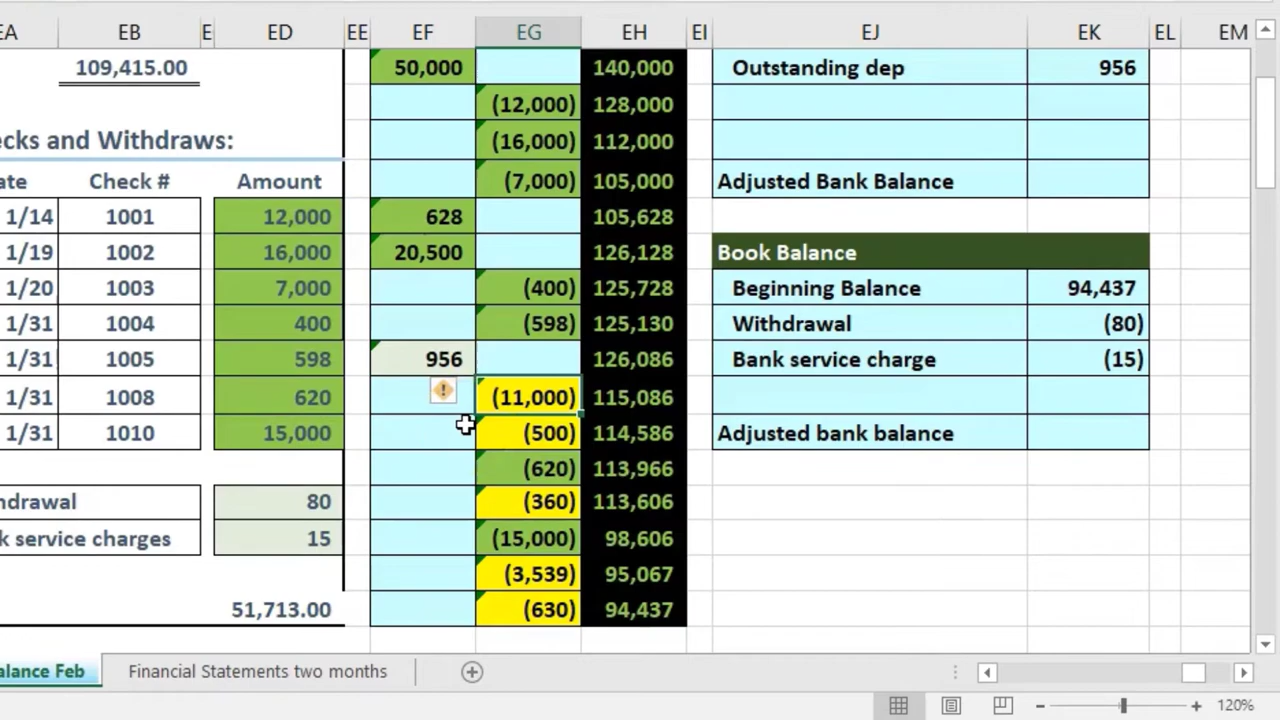 EA EB E ED EE EF EG EH EI EJ EK EL EM
109,415.00 50,000 140,000 Outstanding dep 956
(12,000) 128,000
ecks and Withdraws: (16,000) 112,000
ate Check # Amount (7,000) 105,000 Adjusted Bank Balance
1/14 1001 12,000 628 105,628
1/19 1002 16,000 20,500 126,128 Book Balance
1/20 1003 7,000 (400) 125,728 Beginning Balance 94,437
1/31 1004 400 (598) 125,130 Withdrawal (80)
1/31 1005 598 956 126,086 Bank service charge (15)
1/31 1008 620 (11,000) 115,086
1/31 1010 15,000 (500) 114,586 Adjusted bank balance
(620) 113,966
ndrawal 80 (360) 113,606
k service charges 15 (15,000) 98,606
(3,539) 95,067
51,713.00 (630) 94,437
alance Feb Financial Statements two months
120%